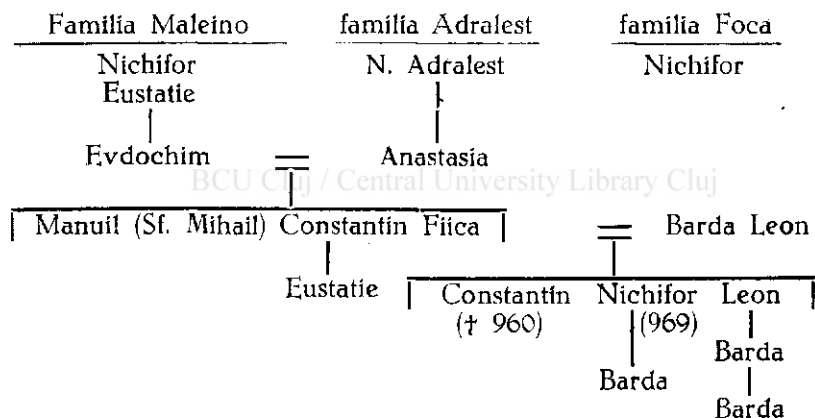 Familia Maleino familia Adralest familia Foca
Nichifor N. Adralest Nichifor
Eustatie
Evdochim Anastasia
BCU Cluj / Central University Library Cluj
Manuil (Sf. Mihail) Constantin Fiica Barda Leon
Eustatie Constantin Nichifor Leon
(† 960) (969)
Barda
Barda
Barda